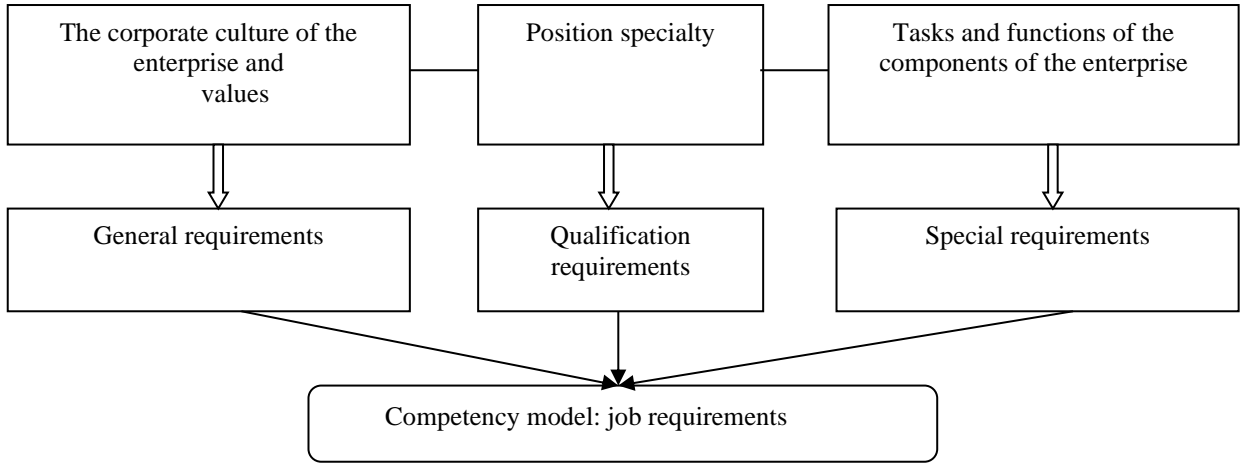 The corporate culture of the
enterprise and
values
Position specialty
Tasks and functions of the
components of the enterprise
General requirements
Qualification
requirements
Special requirements
Competency model: job requirements